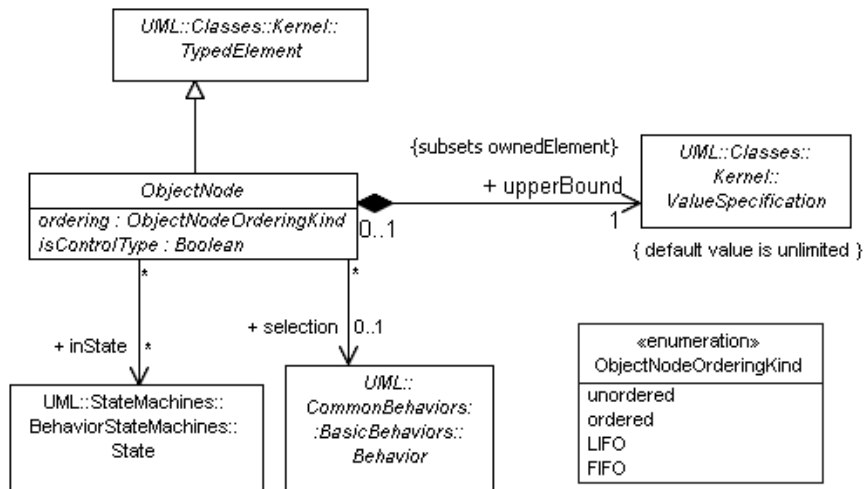 UML::Classes::Kernel::
TypedElement
{subsets ownedElement}
+ upperBound
0..1
1
UML::Classes::
Kernel::
ValueSpecification
{ default value is unlimited }
ObjectNode
ordering : ObjectNodeOrderingKind
isControlType : Boolean
*
*
+ inState
*
+ selection
0..1
UML::StateMachines::
BehaviorStateMachines::
State
UML::
CommonBehaviors:
:BasicBehaviors::
Behavior
«enumeration»
ObjectNodeOrderingKind
unordered
ordered
LIFO
FIFO